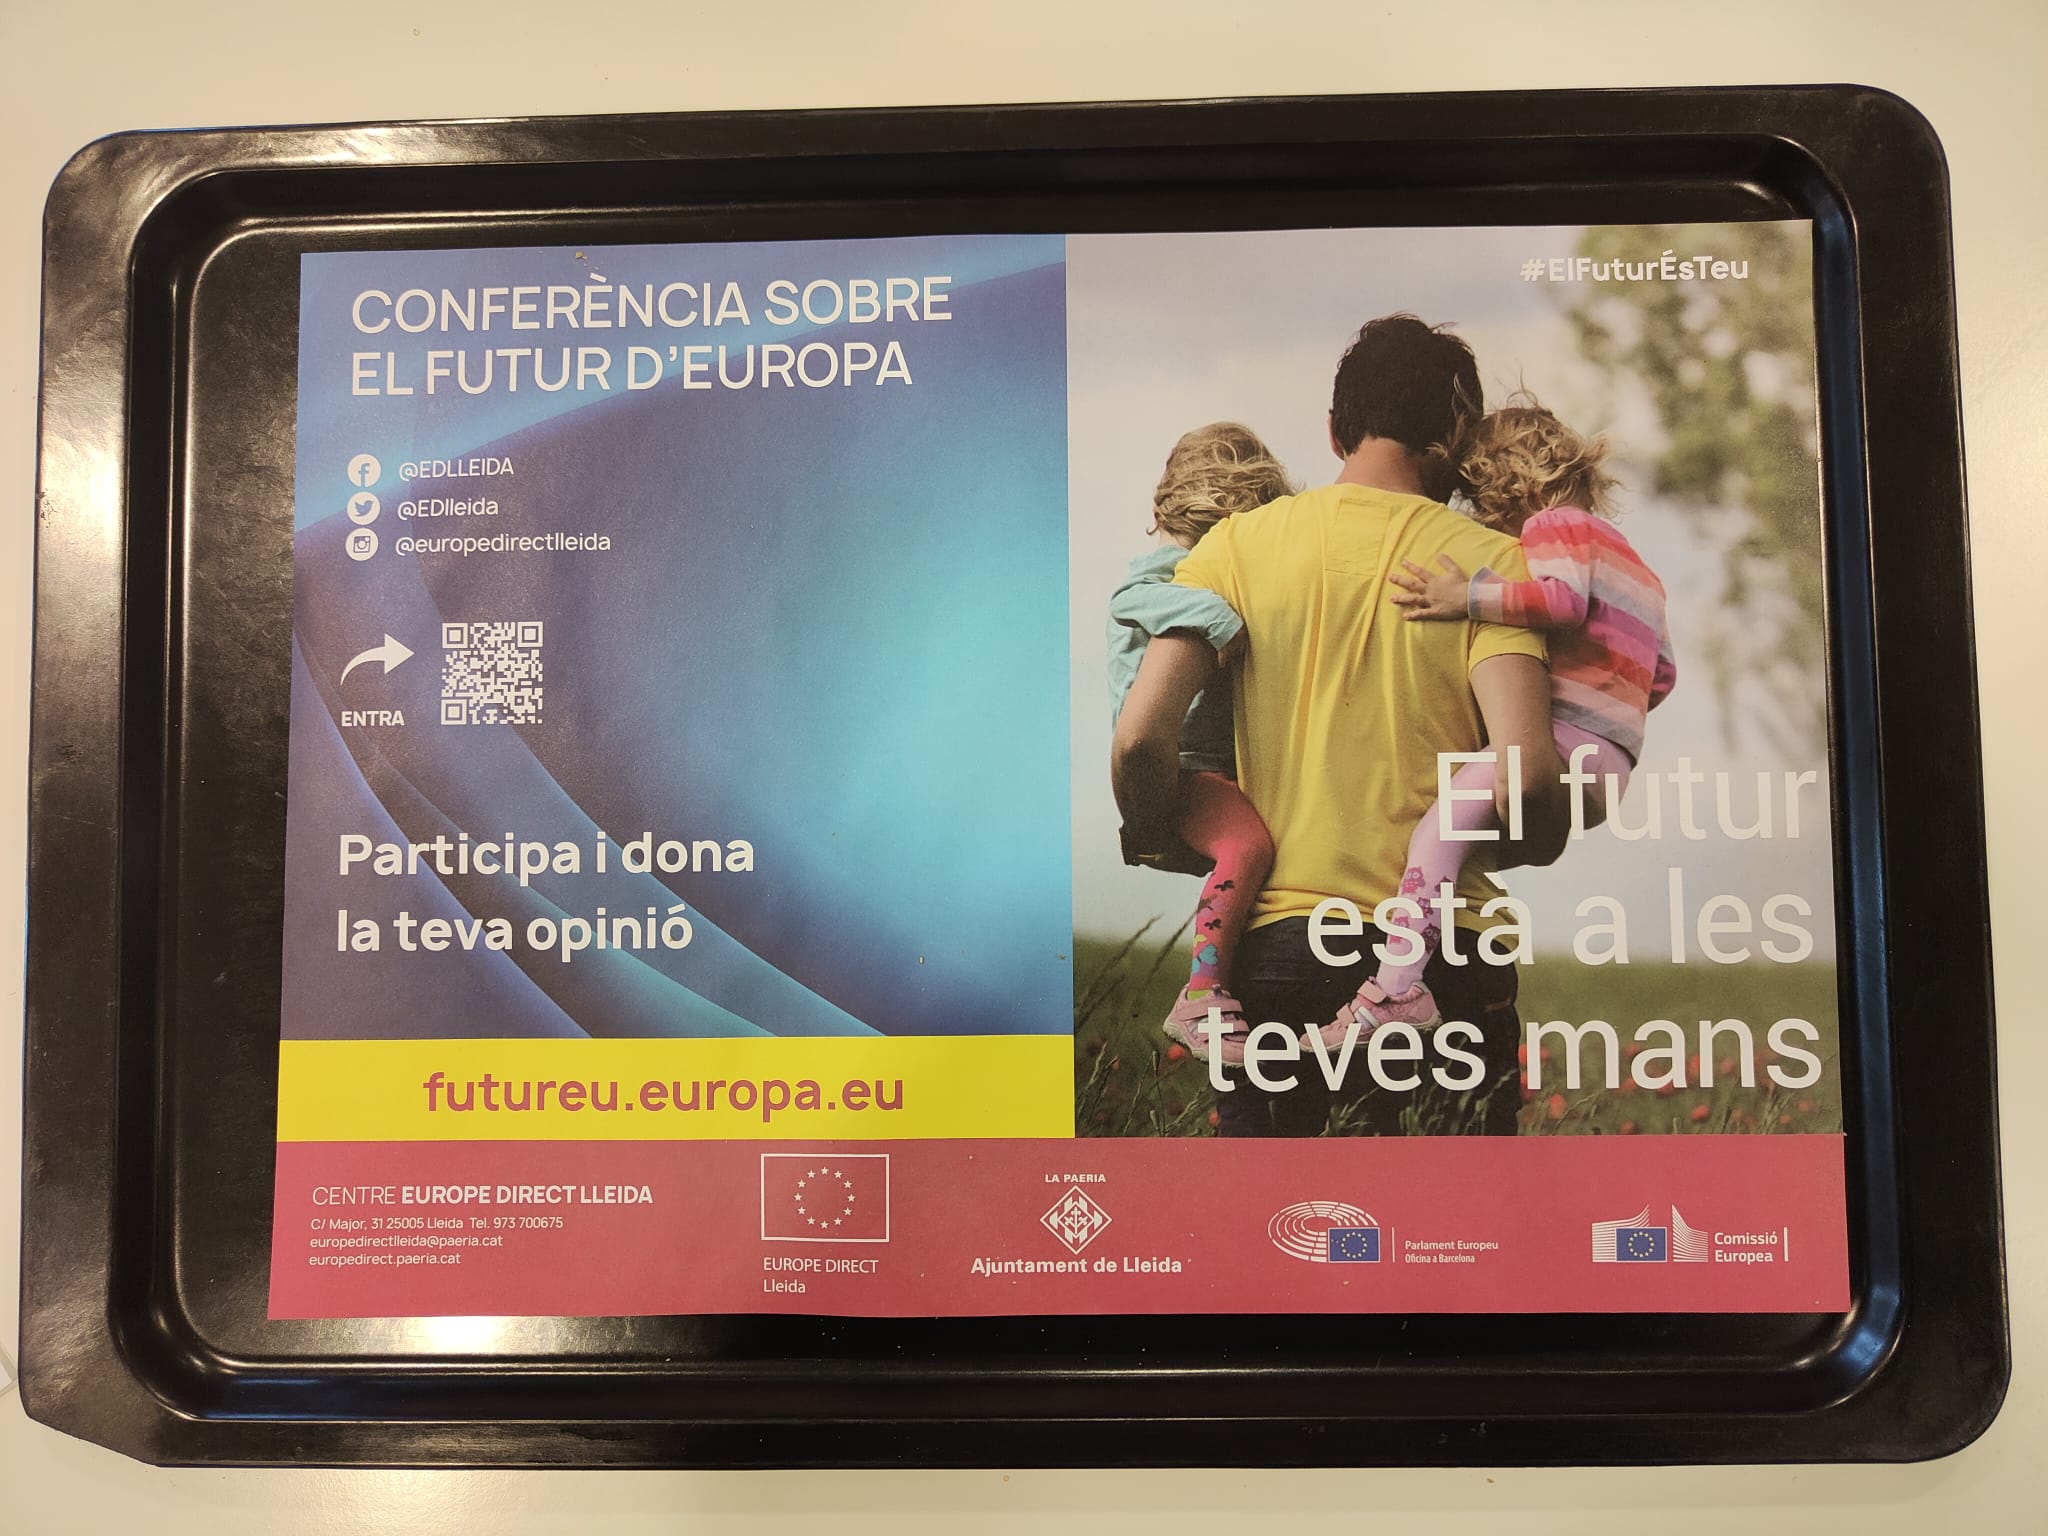 CONFERÈNCIA SOBRE
EL FUTUR D'EUROPA
@EDLLEIDA
@EDlleida
@europedirectlleida
ENTRA
Participa i dona
la teva opinió
futureu.europa.eu
#ElFuturÉsTeu
El futur
està a les
teves mans
CENTRE EUROPE DIRECT LLEIDA
C/ Major, 31 25005 Lleida Tel. 973 700675
europedirectlleida@paeria.cat
europedirect.paeria.cat
EUROPE DIRECT
Lleida
LA PAERIA
Ajuntament de Lleida
Parlament Europeu
Oficina a Barcelona
Comissió
Europea